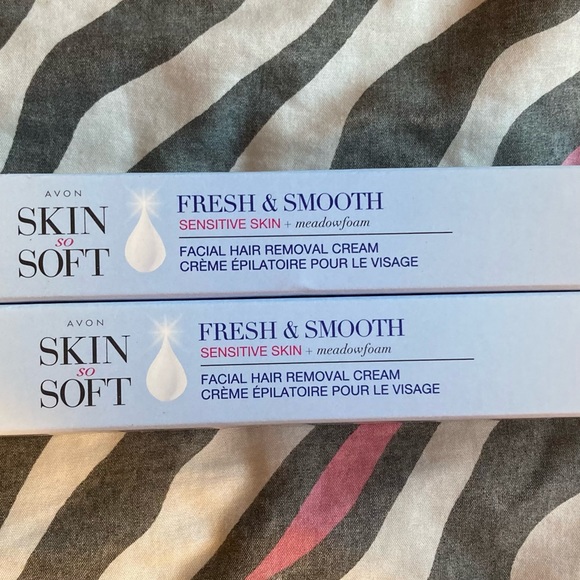 AVON
SKIN
so
SOFT
FRESH & SMOOTH
SENSITIVE SKIN + meadowfoam
FACIAL HAIR REMOVAL CREAM
CRÈME ÉPILATOIRE POUR LE VISAGE
AVON
SKIN
so
SOFT
FRESH & SMOOTH
SENSITIVE SKIN + meadowfoam
FACIAL HAIR REMOVAL CREAM
CRÈME ÉPILATOIRE POUR LE VISAGE